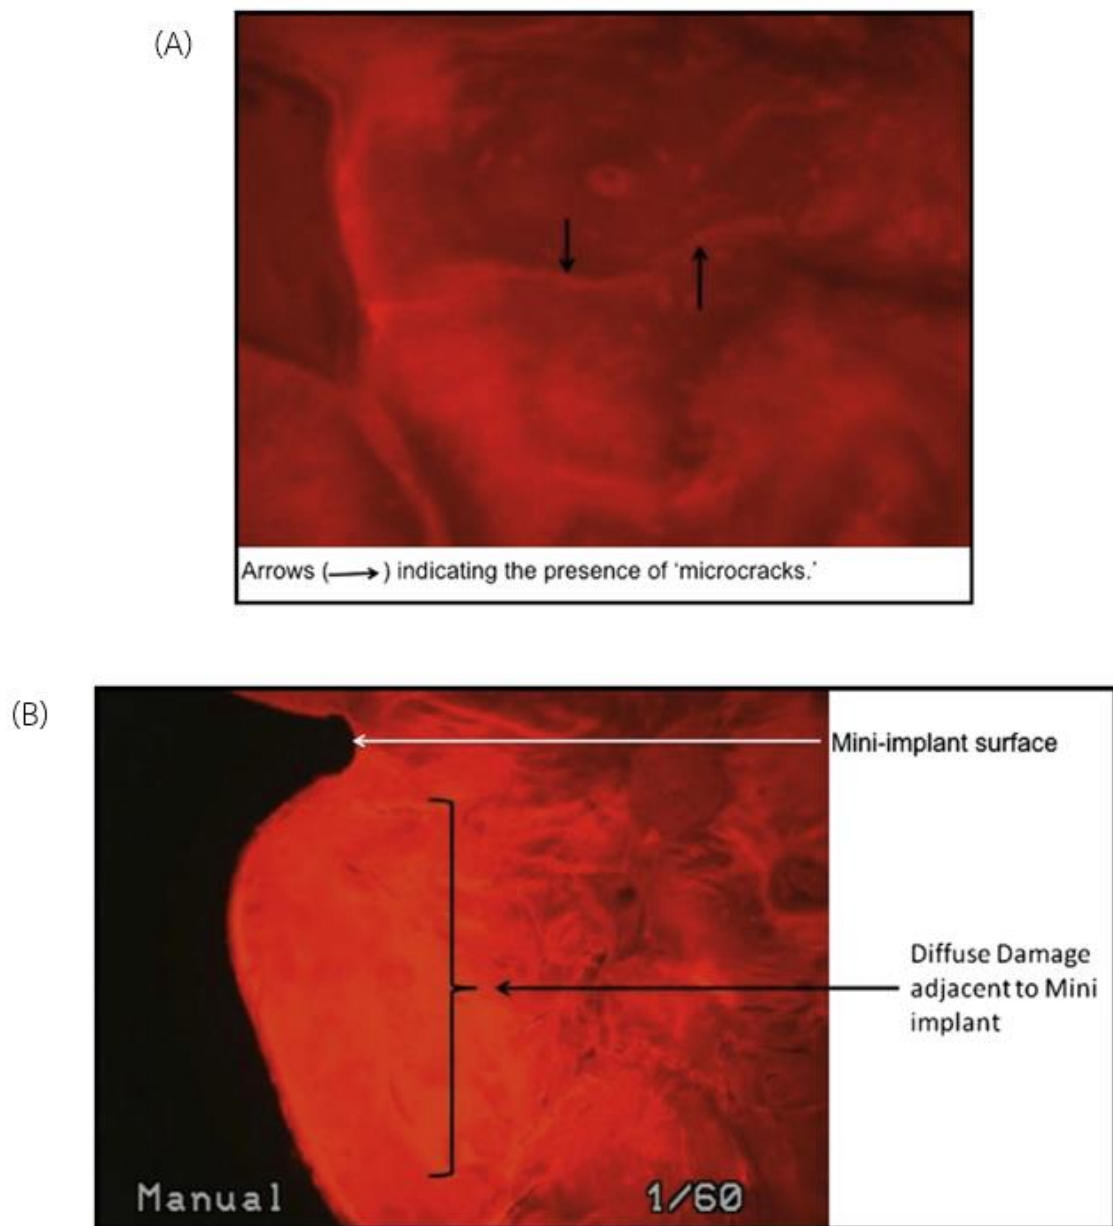 (A)
Arrows (⟶) indicating the presence of ‘microcracks.’
(B)
Mini-implant surface
Diffuse Damage
adjacent to Mini
implant
Manual 1/60